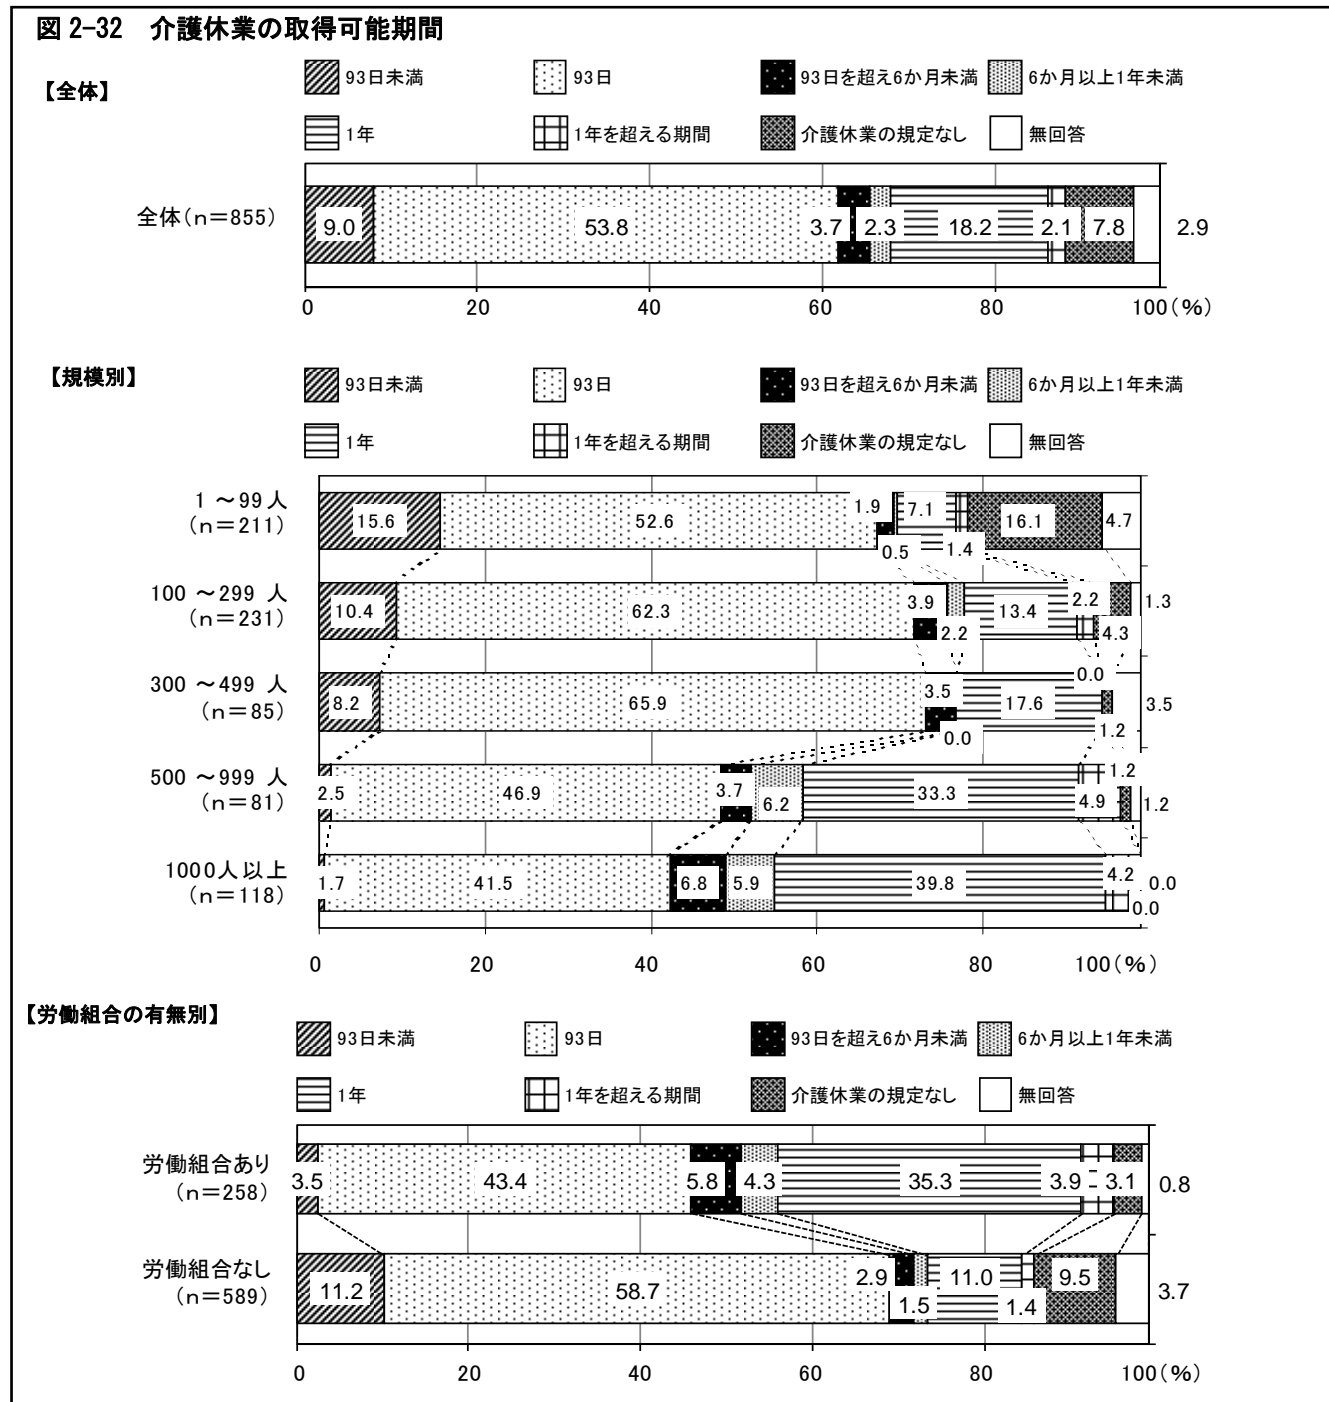 図 2-32　介護休業の取得可能期間
【全体】
93日未満　93日　93日を超え6か月未満　6か月以上1年未満
1年　1年を超える期間　介護休業の規定なし　無回答
全体(n=855)　9.0　53.8　3.7　2.3　18.2　2.1　7.8　2.9
0　20　40　60　80　100(%)
【規模別】
93日未満　93日　93日を超え6か月未満　6か月以上1年未満
1年　1年を超える期間　介護休業の規定なし　無回答
1 ～99人
(n=211)　15.6　52.6　1.9　0.5　7.1　1.4　16.1　4.7
100 ～299 人
(n=231)　10.4　62.3　3.9　2.2　13.4　2.2　4.3　1.3
300 ～499 人
(n=85)　8.2　65.9　3.5　0.0　17.6　0.0　1.2　3.5
500 ～999 人
(n=81)　2.5　46.9　3.7　6.2　33.3　4.9　1.2　1.2
1000人以上
(n=118)　1.7　41.5　6.8　5.9　39.8　4.2　0.0　0.0
0　20　40　60　80　100(%)
【労働組合の有無別】
93日未満　93日　93日を超え6か月未満　6か月以上1年未満
1年　1年を超える期間　介護休業の規定なし　無回答
労働組合あり
(n=258)　3.5　43.4　5.8　4.3　35.3　3.9　3.1　0.8
労働組合なし
(n=589)　11.2　58.7　2.9　1.5　11.0　1.4　9.5　3.7
0　20　40　60　80　100(%)